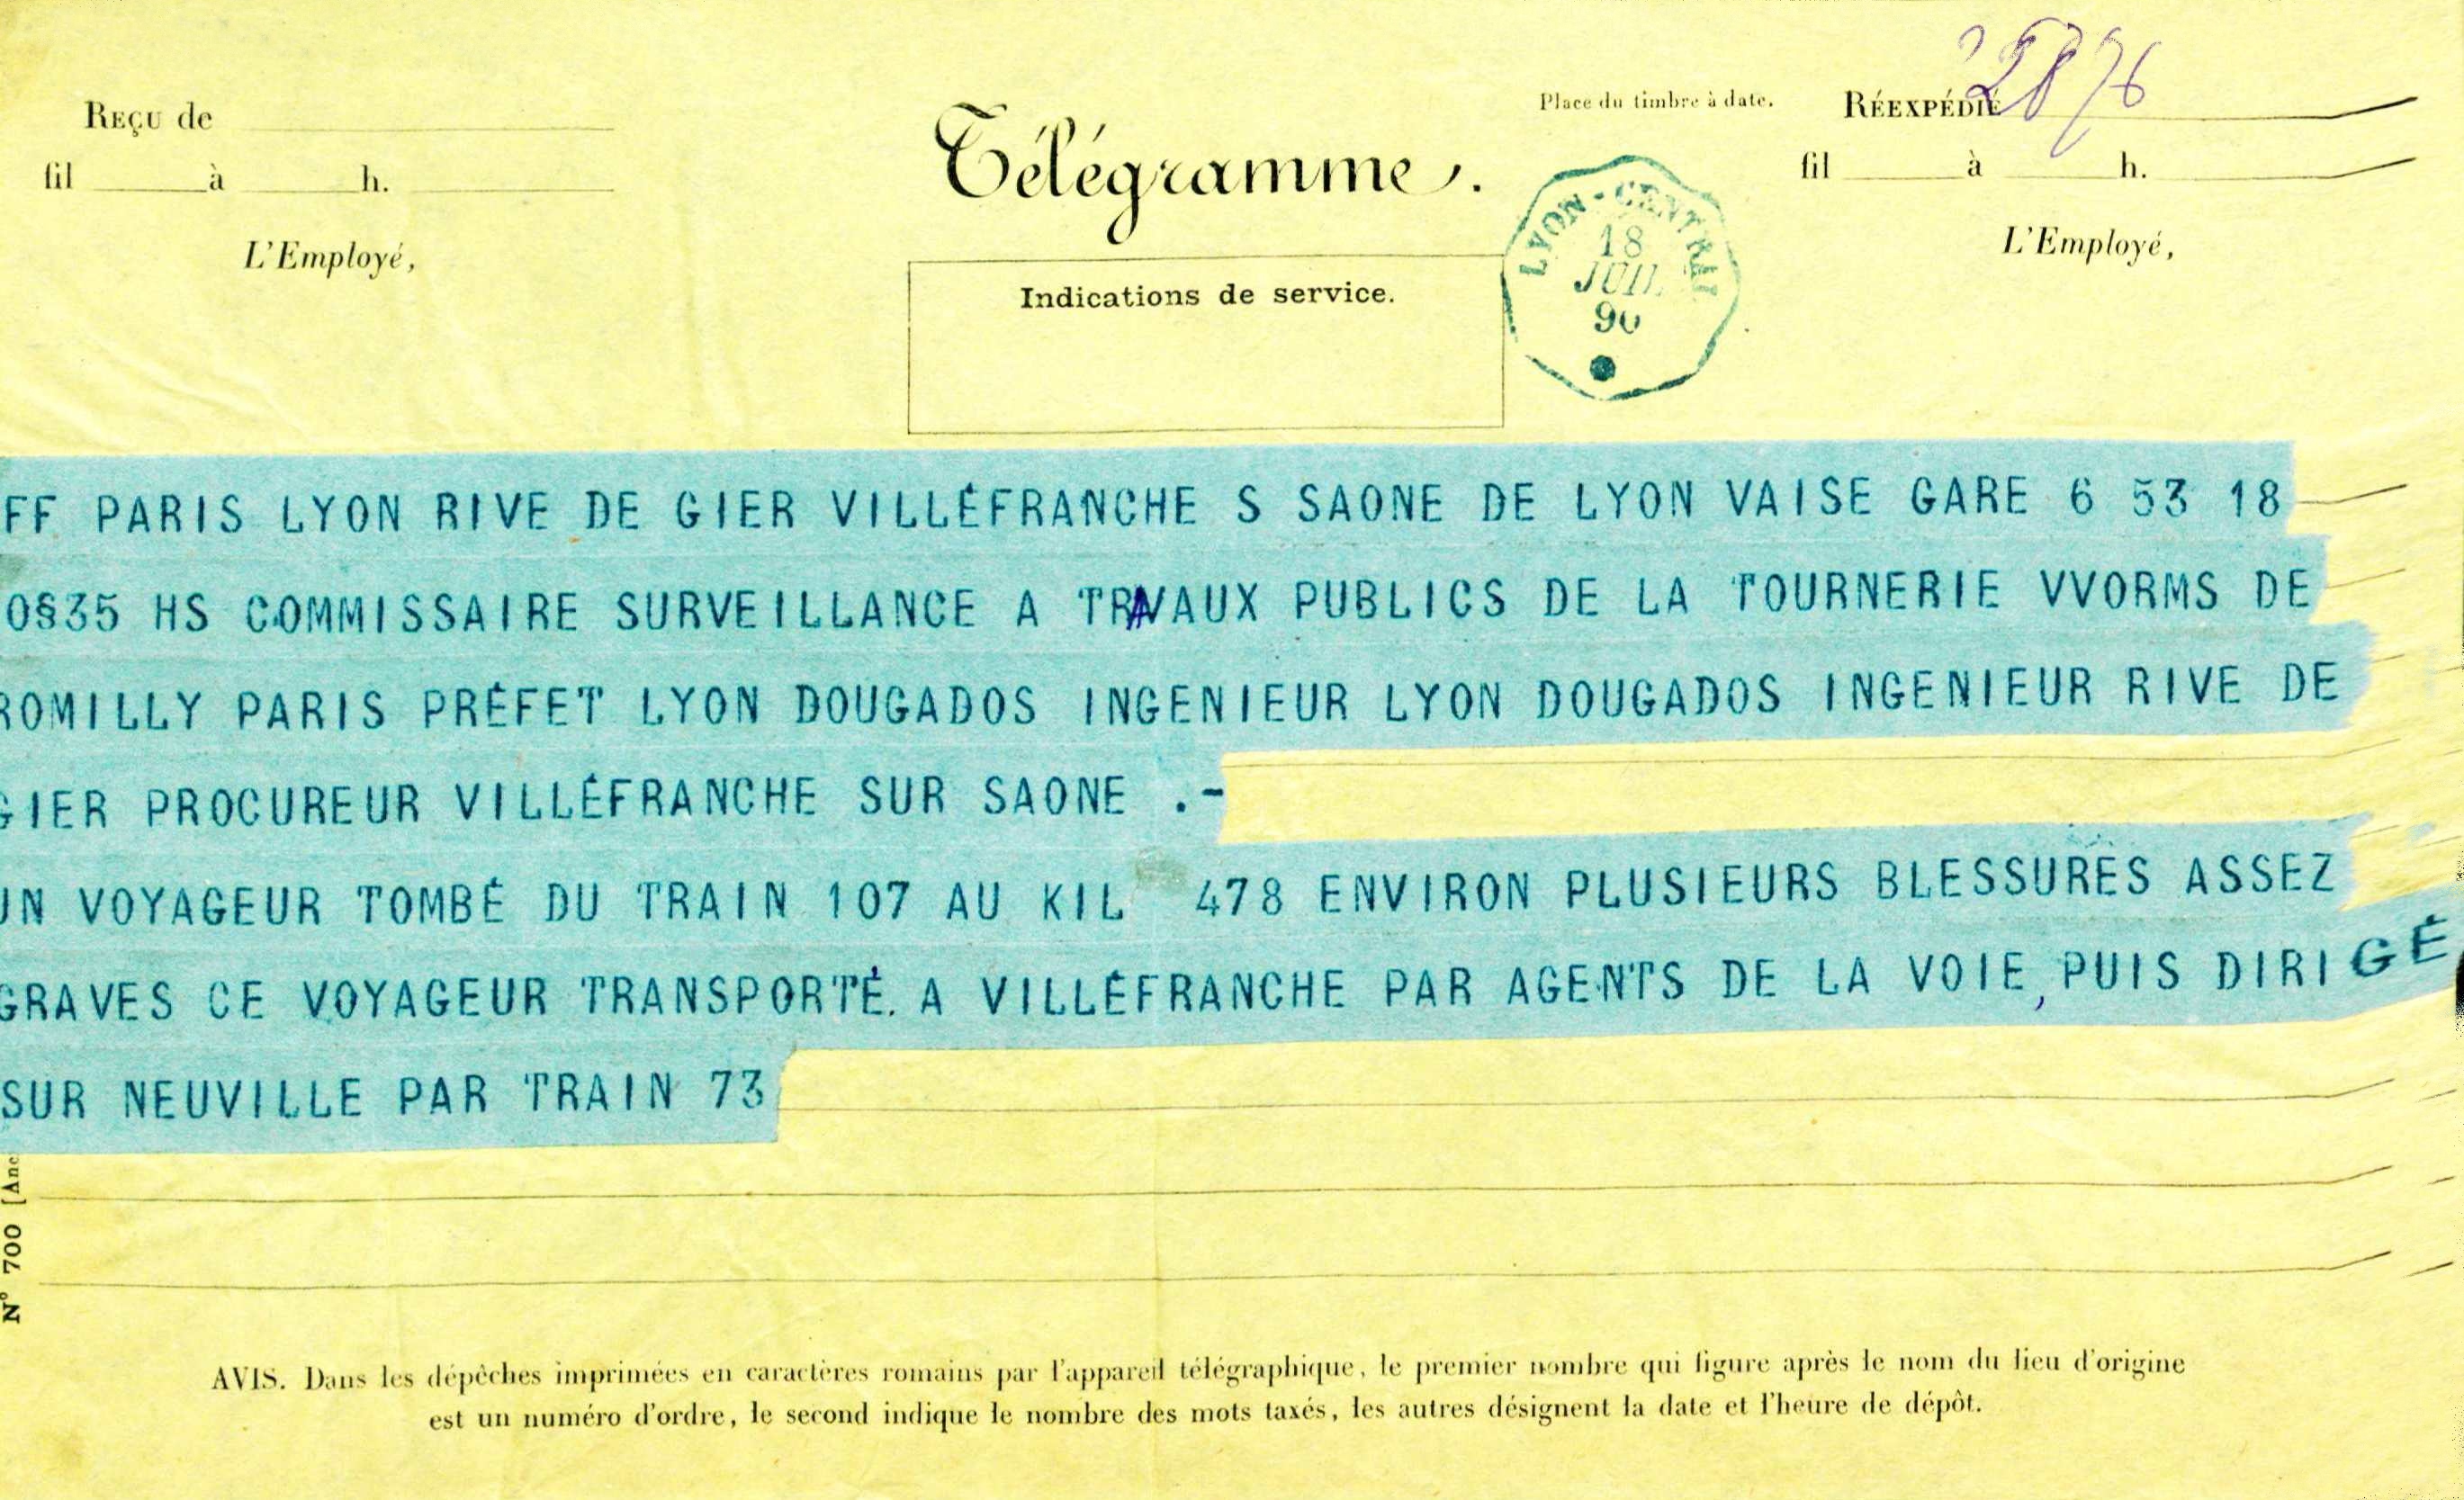 2876
Reçu de
fil à h.
L'Employé,
Télégramme.
Indications de service.
Place du timbre à date.
LYON-CENTRAL
18
JUIL
90
RÉEXPÉDIÉ
fil à h.
L'Employé,
FF PARIS LYON RIVE DE GIER VILLÉFRANCHE S SAONE DE LYON VAISE GARE 6 53 18
0§35 HS COMMISSAIRE SURVEILLANCE A TRAVAUX PUBLICS DE LA TOURNERIE VVORMS DE
ROMILLY PARIS PRÉFET LYON DOUGADOS INGENIEUR LYON DOUGADOS INGENIEUR RIVE DE
GIER PROCUREUR VILLÉFRANCHE SUR SAONE .-
UN VOYAGEUR TOMBÉ DU TRAIN 107 AU KIL 478 ENVIRON PLUSIEURS BLESSURES ASSEZ
GRAVES CE VOYAGEUR TRANSPORTÉ. A VILLÉFRANCHE PAR AGENTS DE LA VOIE, PUIS DIRIGÉ
SUR NEUVILLE PAR TRAIN 73
N° 700 [Anc
AVIS. Dans les dépêches imprimées en caractères romains par l'appareil télégraphique, le premier nombre qui figure après le nom du lieu d'origine
est un numéro d'ordre, le second indique le nombre des mots taxés, les autres désignent la date et l'heure de dépôt.